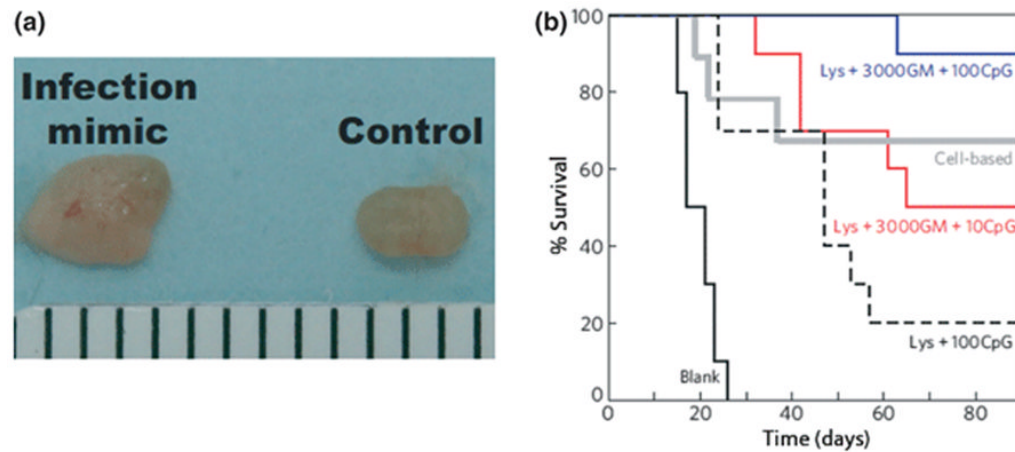 (a)
Infection
mimic
Control
(b)
100
80
60
40
20
0
% Survival
Lys + 3000GM + 100CpG
Cell-based
Lys + 3000GM + 10CpG
Lys + 100CpG
Blank
0 20 40 60 80
Time (days)